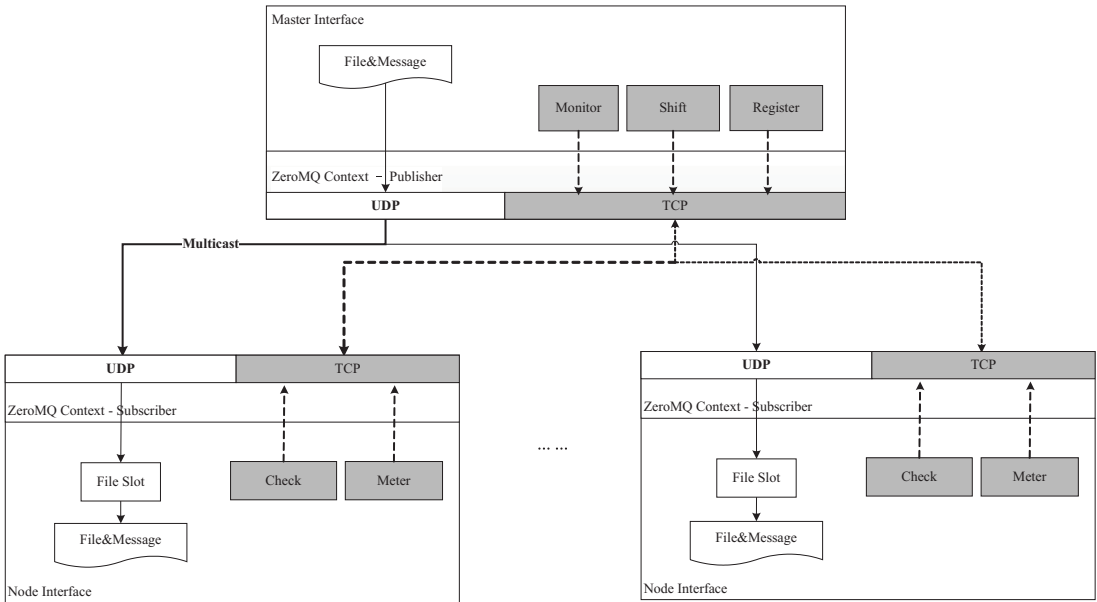 Master Interface
File&Message
Monitor
Shift
Register
ZeroMQ Context - Publisher
UDP
TCP
Multicast
UDP
TCP
ZeroMQ Context - Subscriber
File Slot
Check
Meter
File&Message
Node Interface
... ...
UDP
TCP
ZeroMQ Context - Subscriber
File Slot
Check
Meter
File&Message
Node Interface